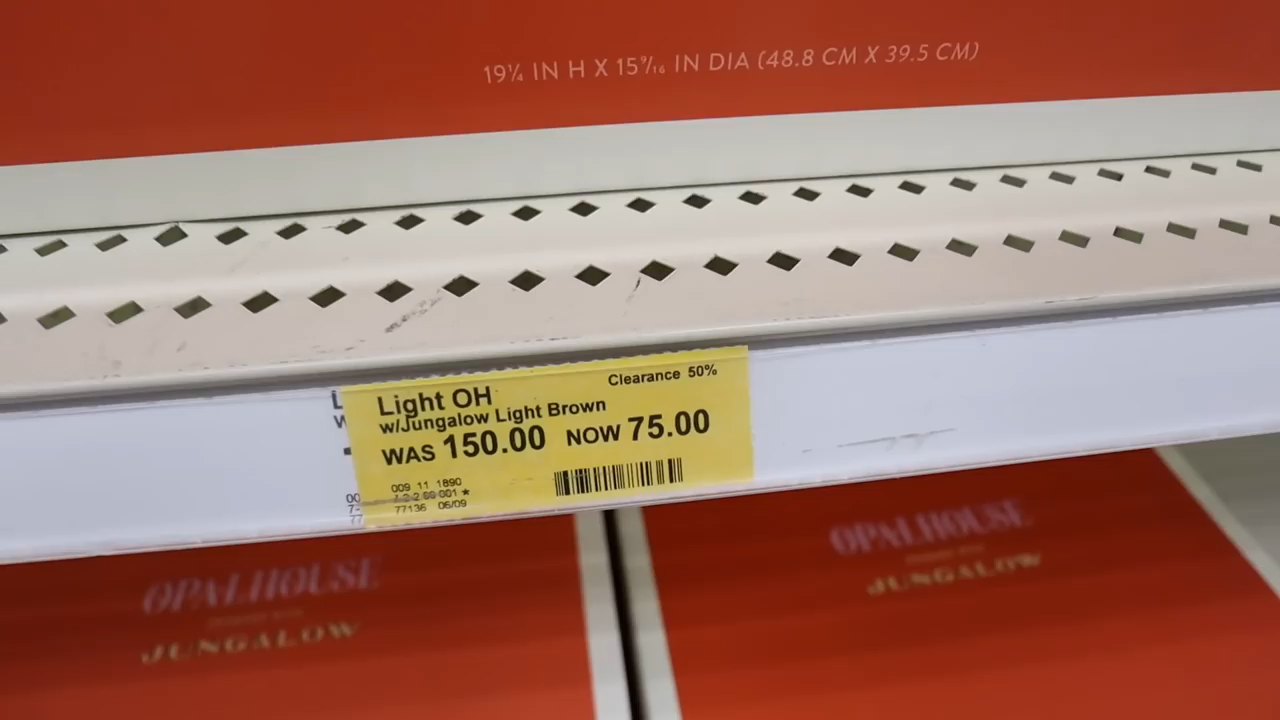 19¼ IN H X 15⁹⁄₁₆ IN DIA (48.8 CM X 39.5 CM)
Clearance 50%
Light OH
w/Jungalow Light Brown
WAS 150.00 NOW 75.00
009 11 1890
77136 06/09
OPALHOUSE
JUNGALOW
OPALHOUSE
JUNGALOW